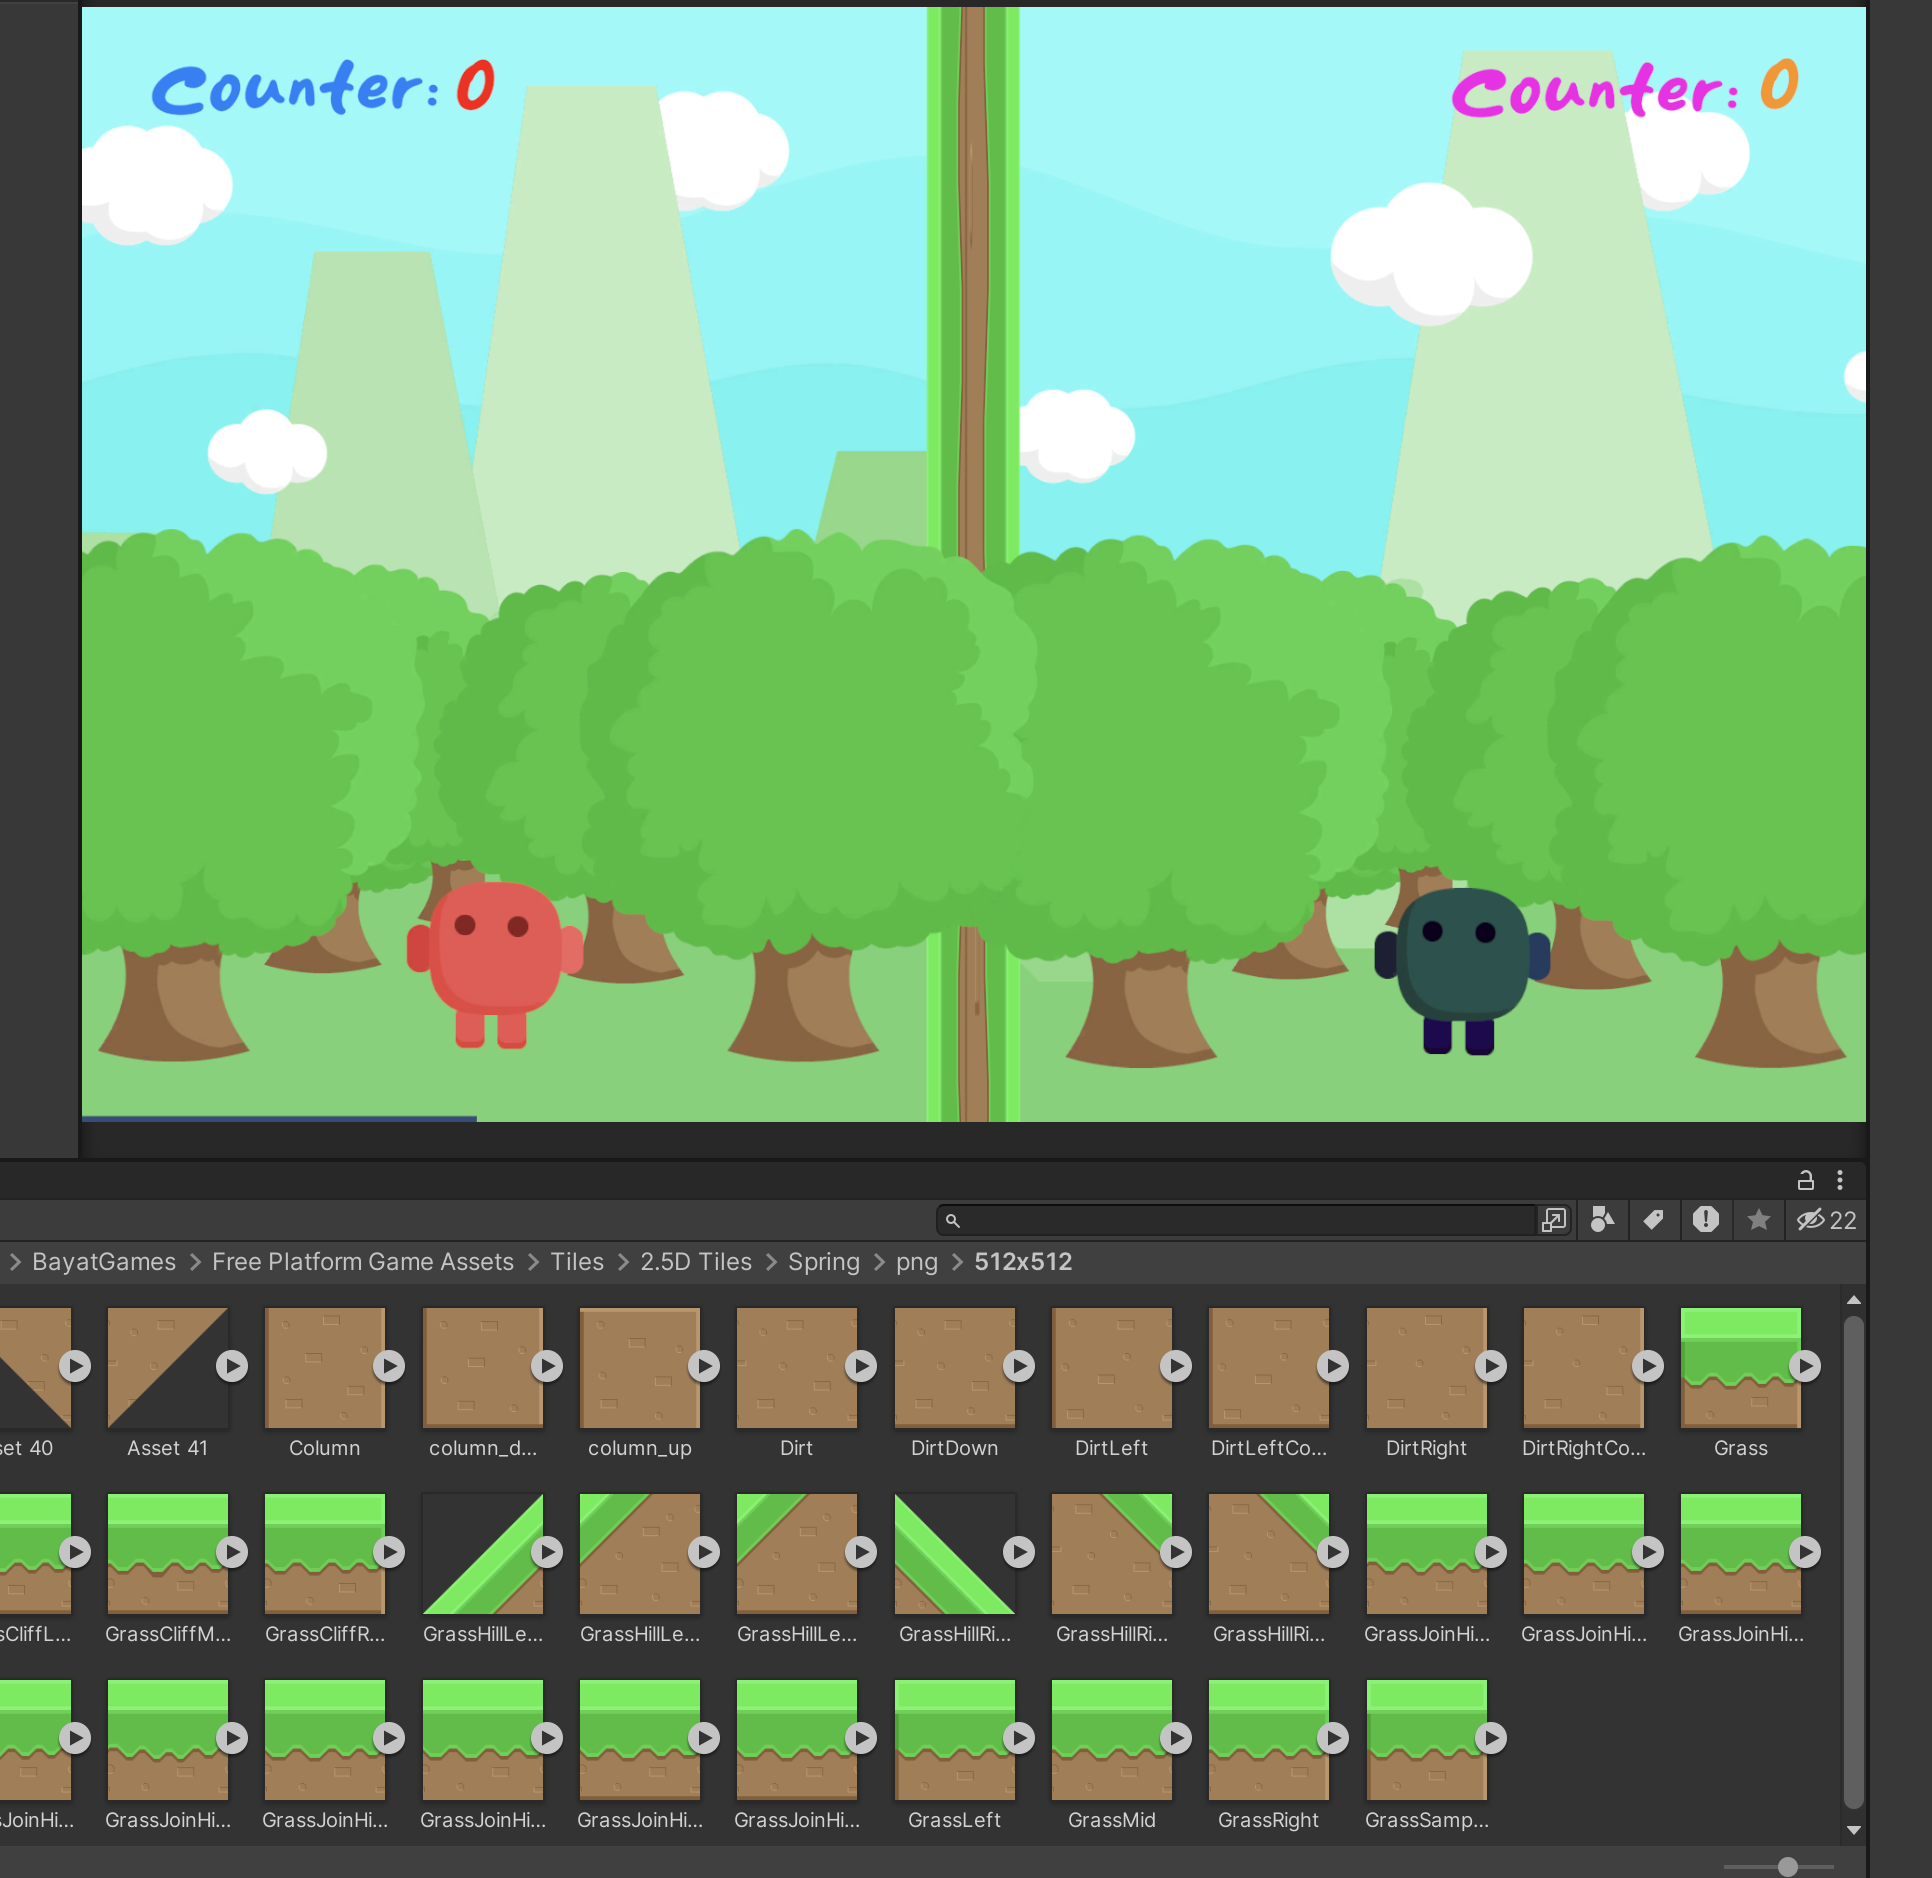 Counter: 0
Counter: 0
22
BayatGames > Free Platform Game Assets > Tiles > 2.5D Tiles > Spring > png > 512x512
set 40 Asset 41 Column column_d... column_up Dirt DirtDown DirtLeft DirtLeftCo... DirtRight DirtRightCo... Grass
sCliffL... GrassCliffM... GrassCliffR... GrassHillLe... GrassHillLe... GrassHillLe... GrassHillRi... GrassHillRi... GrassHillRi... GrassJoinHi... GrassJoinHi... GrassJoinHi...
sJoinHi... GrassJoinHi... GrassJoinHi... GrassJoinHi... GrassJoinHi... GrassJoinHi... GrassLeft GrassMid GrassRight GrassSamp...